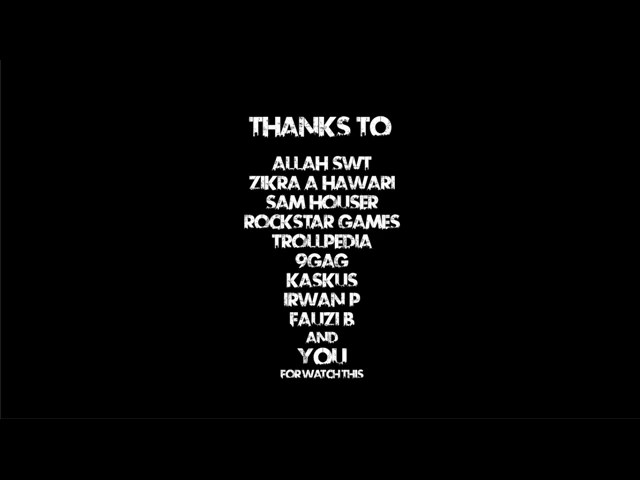 THANKS TO
ALLAH SWT
ZIKRA A HAWARI
SAM HOUSER
ROCKSTAR GAMES
TROLLPEDIA
9GAG
KASKUS
IRWAN P
FAUZI B
AND
YOU
FOR WATCH THIS